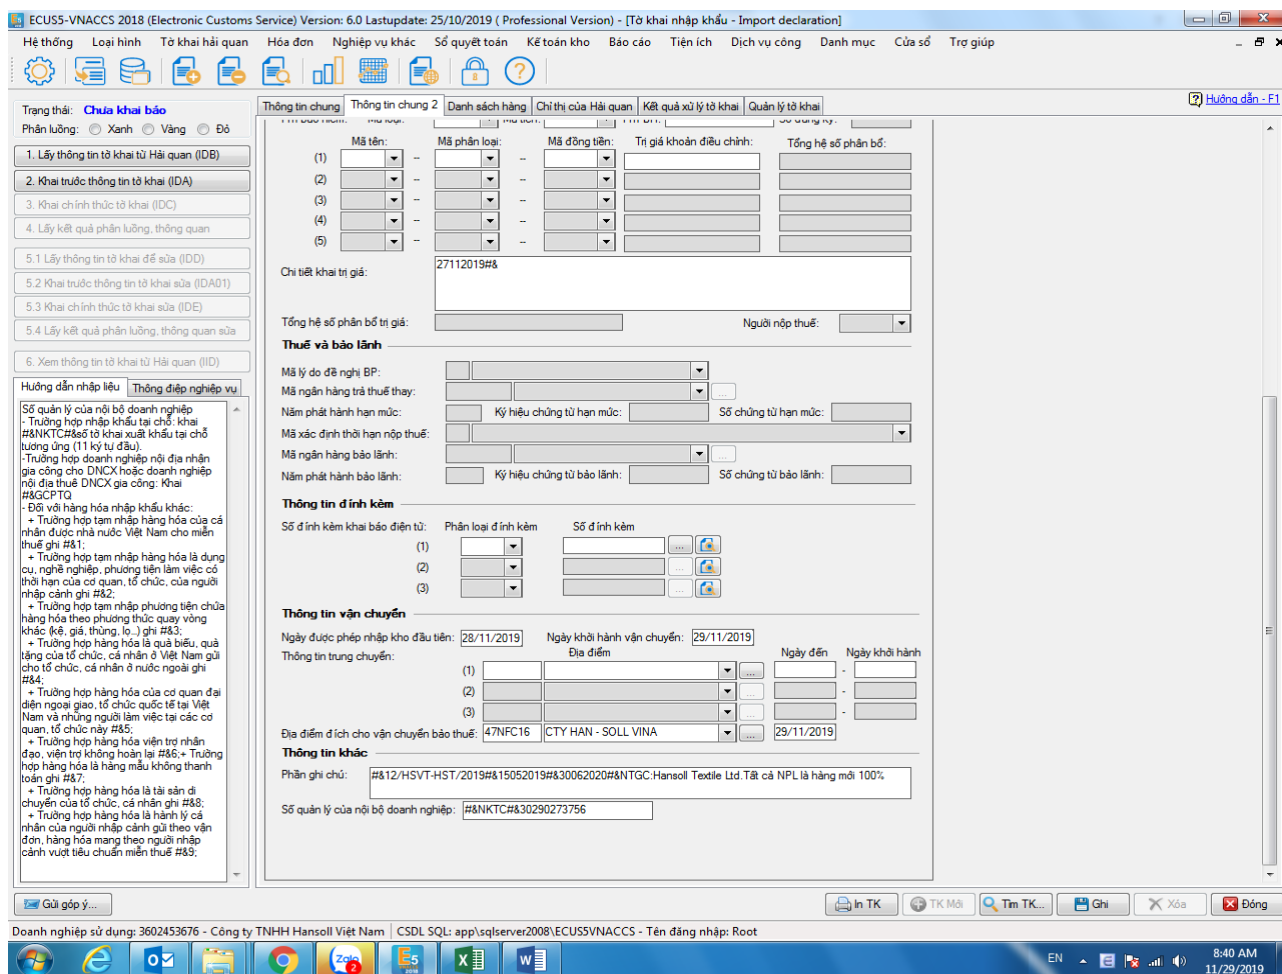 ECUS5-VNACCS 2018 (Electronic Customs Service) Version: 6.0 Lastupdate: 25/10/2019 ( Professional Version) - [Tờ khai nhập khẩu - Import declaration]
Hệ thống Loại hình Tờ khai hải quan Hóa đơn Nghiệp vụ khác Sổ quyết toán Kế toán kho Báo cáo Tiện ích Dịch vụ công Danh mục Cửa sổ Trợ giúp
Trạng thái: Chưa khai báo
Phân luồng: Xanh Vàng Đỏ
1. Lấy thông tin tờ khai từ Hải quan (IDB)
2. Khai trước thông tin tờ khai (IDA)
3. Khai chính thức tờ khai (IDC)
4. Lấy kết quả phân luồng, thông quan
5.1 Lấy thông tin tờ khai để sửa (IDD)
5.2 Khai trước thông tin tờ khai sửa (IDA01)
5.3 Khai chính thức tờ khai sửa (IDE)
5.4 Lấy kết quả phân luồng, thông quan sửa
6. Xem thông tin tờ khai từ Hải quan (IID)
Hướng dẫn nhập liệu Thông điệp nghiệp vụ
Số quản lý của nội bộ doanh nghiệp
- Trường hợp nhập khẩu tại chỗ: khai
#&NKTC#&số tờ khai xuất khẩu tại chỗ
tương ứng (11 ký tự đầu).
-Trường hợp doanh nghiệp nội địa nhận
gia công cho DNCX hoặc doanh nghiệp
nội địa thuê DNCX gia công: Khai
#&GCPTQ
- Đối với hàng hóa nhập khẩu khác:
+ Trường hợp tạm nhập hàng hóa của cá
nhân được nhà nước Việt Nam cho miễn
thuế ghi #&1;
+ Trường hợp tạm nhập hàng hóa là dụng
cụ, nghề nghiệp, phương tiện làm việc có
thời hạn của cơ quan, tổ chức, của người
nhập cảnh ghi #&2;
+ Trường hợp tạm nhập phương tiện chứa
hàng hóa theo phương thức quay vòng
khác (kệ, giá, thùng, lọ...) ghi #&3;
+ Trường hợp hàng hóa là quà biếu, quà
tặng của tổ chức, cá nhân ở Việt Nam gửi
cho tổ chức, cá nhân ở nước ngoài ghi
#&4;
+ Trường hợp hàng hóa của cơ quan đại
diện ngoại giao, tổ chức quốc tế tại Việt
Nam và những người làm việc tại các cơ
quan, tổ chức này #&5;
+ Trường hợp hàng hóa viện trợ nhân
đạo, viện trợ không hoàn lại #&6;+ Trường
hợp hàng hóa là hàng mẫu không thanh
toán ghi #&7;
+ Trường hợp hàng hóa là tài sản di
chuyển của tổ chức, cá nhân ghi #&8;
+ Trường hợp hàng hóa là hành lý cá
nhân của người nhập cảnh gửi theo vận
đơn, hàng hóa mang theo người nhập
cảnh vượt tiêu chuẩn miễn thuế #&9;
Thông tin chung Thông tin chung 2 Danh sách hàng Chỉ thị của Hải quan Kết quả xử lý tờ khai Quản lý tờ khai
Hướng dẫn - F1
Mã tên: Mã phân loại: Mã đồng tiền: Trị giá khoản điều chỉnh: Tổng hệ số phân bổ:
(1) -- --
(2) -- --
(3) -- --
(4) -- --
(5) -- --
Chi tiết khai trị giá: 27112019#&
Tổng hệ số phân bổ trị giá: Người nộp thuế:
Thuế và bảo lãnh
Mã lý do đề nghị BP:
Mã ngân hàng trả thuế thay: ...
Năm phát hành hạn mức: Ký hiệu chứng từ hạn mức: Số chứng từ hạn mức:
Mã xác định thời hạn nộp thuế:
Mã ngân hàng bảo lãnh: ...
Năm phát hành bảo lãnh: Ký hiệu chứng từ bảo lãnh: Số chứng từ bảo lãnh:
Thông tin đính kèm
Số đính kèm khai báo điện tử: Phân loại đính kèm Số đính kèm
(1) ...
(2) ...
(3) ...
Thông tin vận chuyển
Ngày được phép nhập kho đầu tiên: 28/11/2019 Ngày khởi hành vận chuyển: 29/11/2019
Thông tin trung chuyển: Địa điểm Ngày đến Ngày khởi hành
(1) ... -
(2) ... -
(3) ... -
Địa điểm đích cho vận chuyển bảo thuế: 47NFC16 CTY HAN - SOLL VINA ... 29/11/2019
Thông tin khác
Phần ghi chú: #&12/HSVT-HST/2019#&15052019#&30062020#&NTGC:Hansoll Textile Ltd.Tất cả NPL là hàng mới 100%
Số quản lý của nội bộ doanh nghiệp: #&NKTC#&30290273756
Gửi góp ý... In TK TK Mới Tìm TK... Ghi Xóa Đóng
Doanh nghiệp sử dụng: 3602453676 - Công ty TNHH Hansoll Việt Nam CSDL SQL: app\sqlserver2008\ECUS5VNACCS - Tên đăng nhập: Root
EN 8:40 AM
11/29/2019